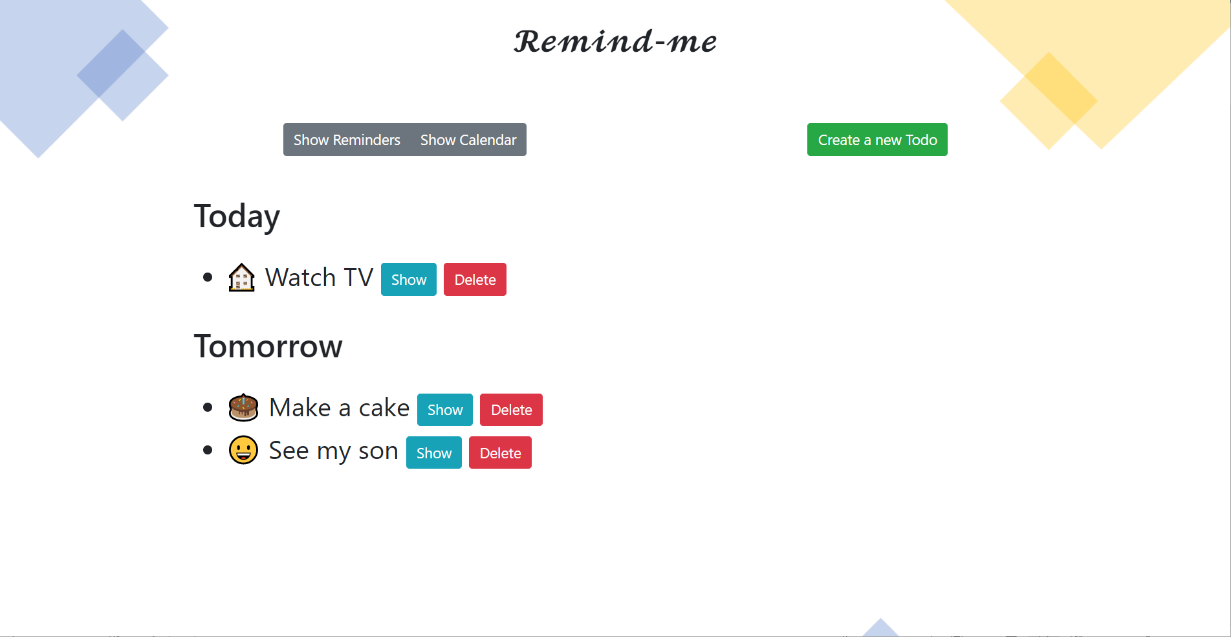 Remind-me
Show Reminders Show Calendar Create a new Todo
Today
Watch TV Show Delete
Tomorrow
Make a cake Show Delete
See my son Show Delete